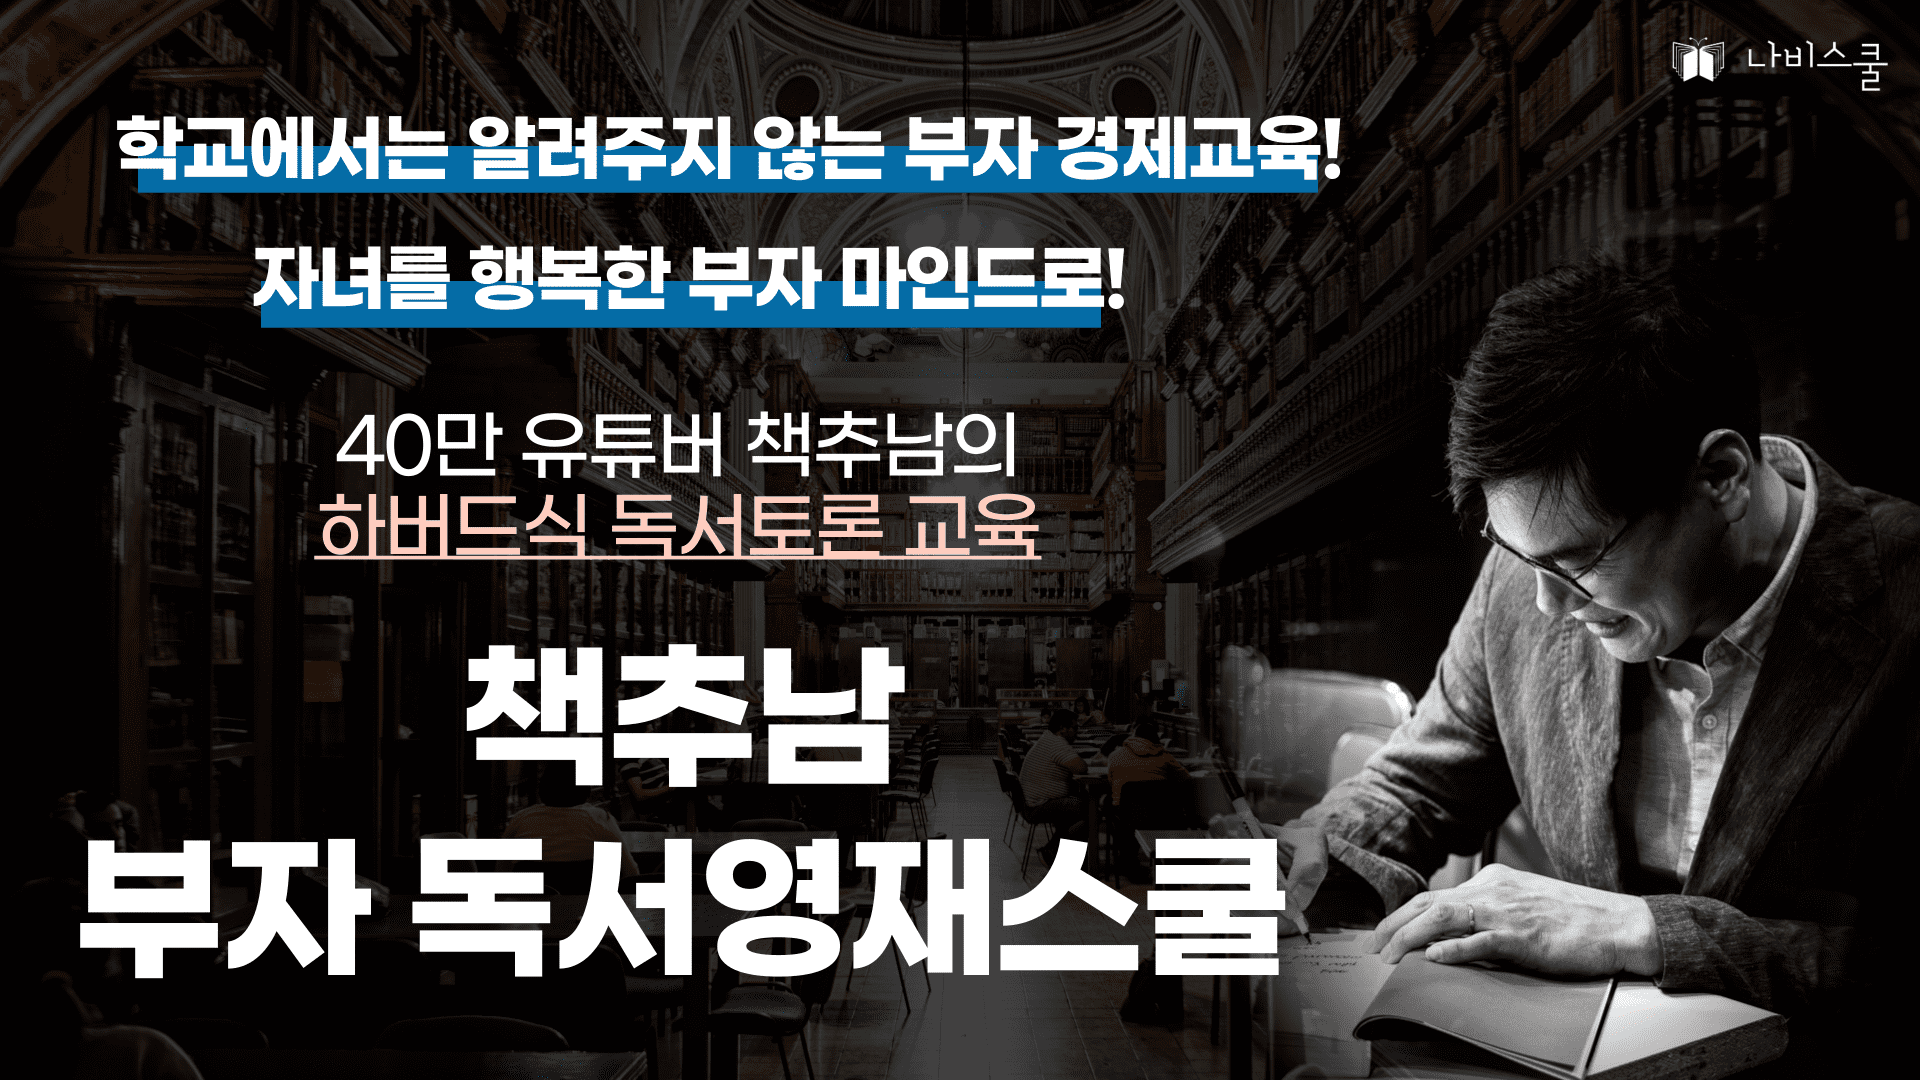 나비스쿨
학교에서는 알려주지 않는 부자 경제교육!
자녀를 행복한 부자 마인드로!
40만 유튜버 책추남의
하버드식 독서토론 교육
책추남
부자 독서영재스쿨